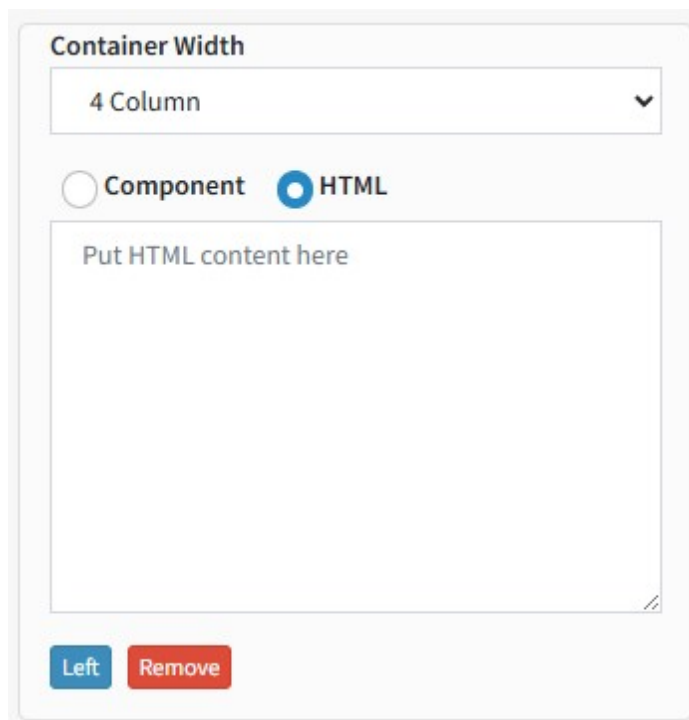 Container Width
4 Column
Component HTML
Put HTML content here
Left Remove